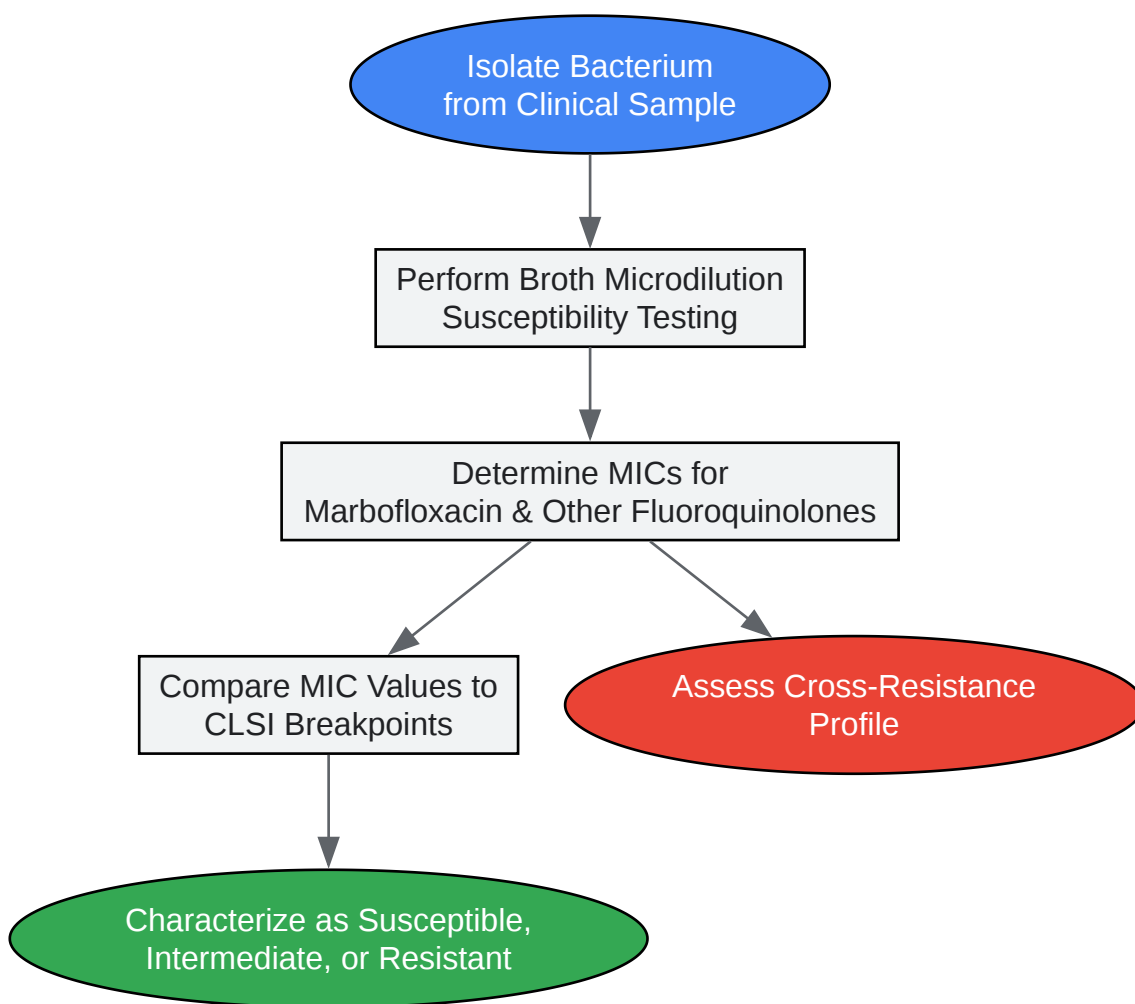 Isolate Bacterium
from Clinical Sample
Perform Broth Microdilution
Susceptibility Testing
Determine MICs for
Marbofloxacin & Other Fluoroquinolones
Compare MIC Values to
CLSI Breakpoints
Assess Cross-Resistance
Profile
Characterize as Susceptible,
Intermediate, or Resistant